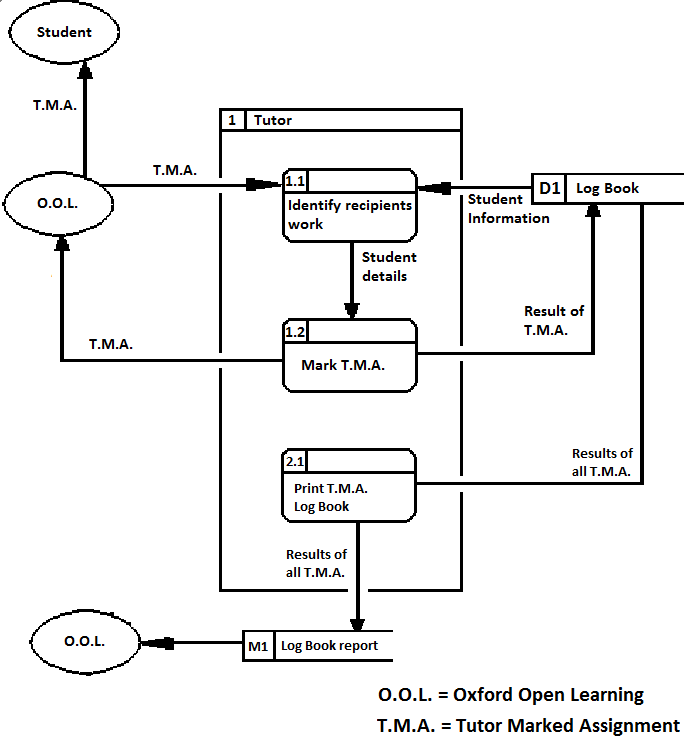 Student
T.M.A.
1 Tutor
T.M.A.
1.1
Identify recipients
work
D1 Log Book
Student
Information
O.O.L.
Student
details
Result of
T.M.A.
1.2
Mark T.M.A.
T.M.A.
2.1
Print T.M.A.
Log Book
Results of
all T.M.A.
Results of
all T.M.A.
O.O.L.
M1 Log Book report
O.O.L. = Oxford Open Learning
T.M.A. = Tutor Marked Assignment